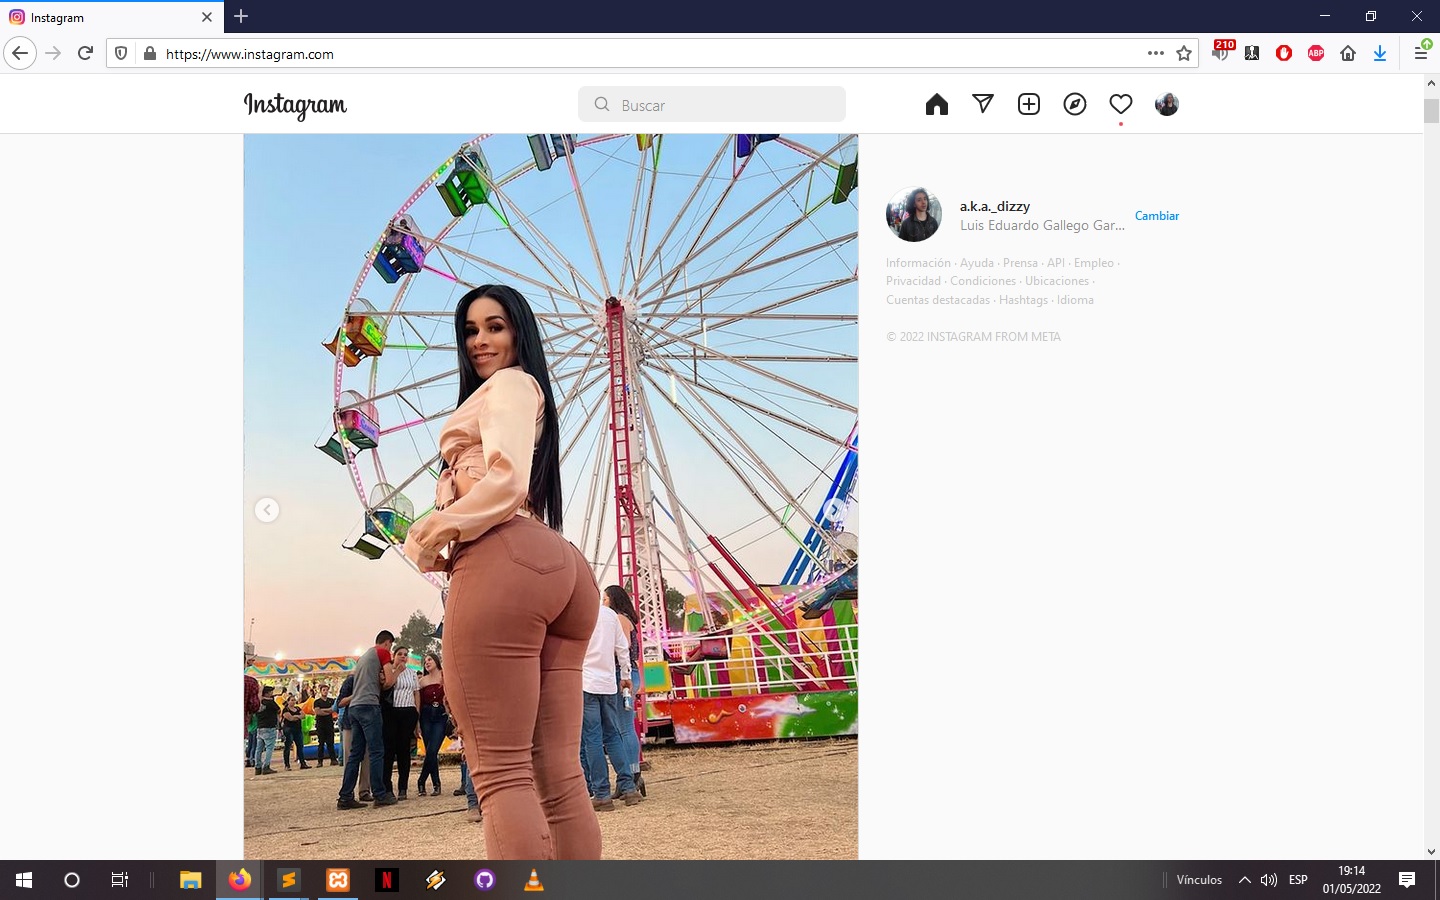 Instagram
210
https://www.instagram.com
ABP
Instagram
Buscar
a.k.a._dizzy
Luis Eduardo Gallego Gar...
Cambiar
Información · Ayuda · Prensa · API · Empleo ·
Privacidad · Condiciones · Ubicaciones ·
Cuentas destacadas · Hashtags · Idioma
© 2022 INSTAGRAM FROM META
N
Vínculos
ESP
19:14
01/05/2022